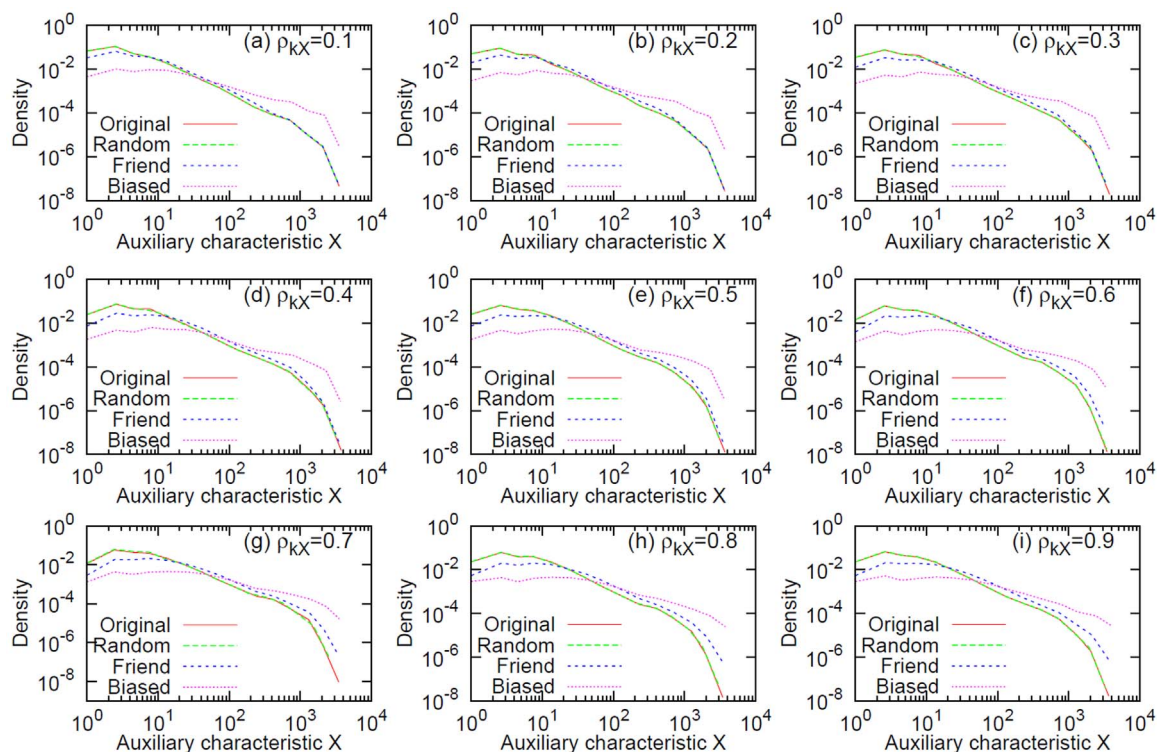 (a) ρkX=0.1
10^0
10^-2
10^-4
10^-6
10^-8
Density
Original
Random
Friend
Biased
10^0 10^1 10^2 10^3 10^4
Auxiliary characteristic X
(b) ρkX=0.2
10^0
10^-2
10^-4
10^-6
10^-8
Density
Original
Random
Friend
Biased
10^0 10^1 10^2 10^3 10^4
Auxiliary characteristic X
(c) ρkX=0.3
10^0
10^-2
10^-4
10^-6
10^-8
Density
Original
Random
Friend
Biased
10^0 10^1 10^2 10^3 10^4
Auxiliary characteristic X
(d) ρkX=0.4
10^0
10^-2
10^-4
10^-6
10^-8
Density
Original
Random
Friend
Biased
10^0 10^1 10^2 10^3 10^4
Auxiliary characteristic X
(e) ρkX=0.5
10^0
10^-2
10^-4
10^-6
10^-8
Density
Original
Random
Friend
Biased
10^0 10^1 10^2 10^3 10^4
Auxiliary characteristic X
(f) ρkX=0.6
10^0
10^-2
10^-4
10^-6
10^-8
Density
Original
Random
Friend
Biased
10^0 10^1 10^2 10^3 10^4
Auxiliary characteristic X
(g) ρkX=0.7
10^0
10^-2
10^-4
10^-6
10^-8
Density
Original
Random
Friend
Biased
10^0 10^1 10^2 10^3 10^4
Auxiliary characteristic X
(h) ρkX=0.8
10^0
10^-2
10^-4
10^-6
10^-8
Density
Original
Random
Friend
Biased
10^0 10^1 10^2 10^3 10^4
Auxiliary characteristic X
(i) ρkX=0.9
10^0
10^-2
10^-4
10^-6
10^-8
Density
Original
Random
Friend
Biased
10^0 10^1 10^2 10^3 10^4
Auxiliary characteristic X